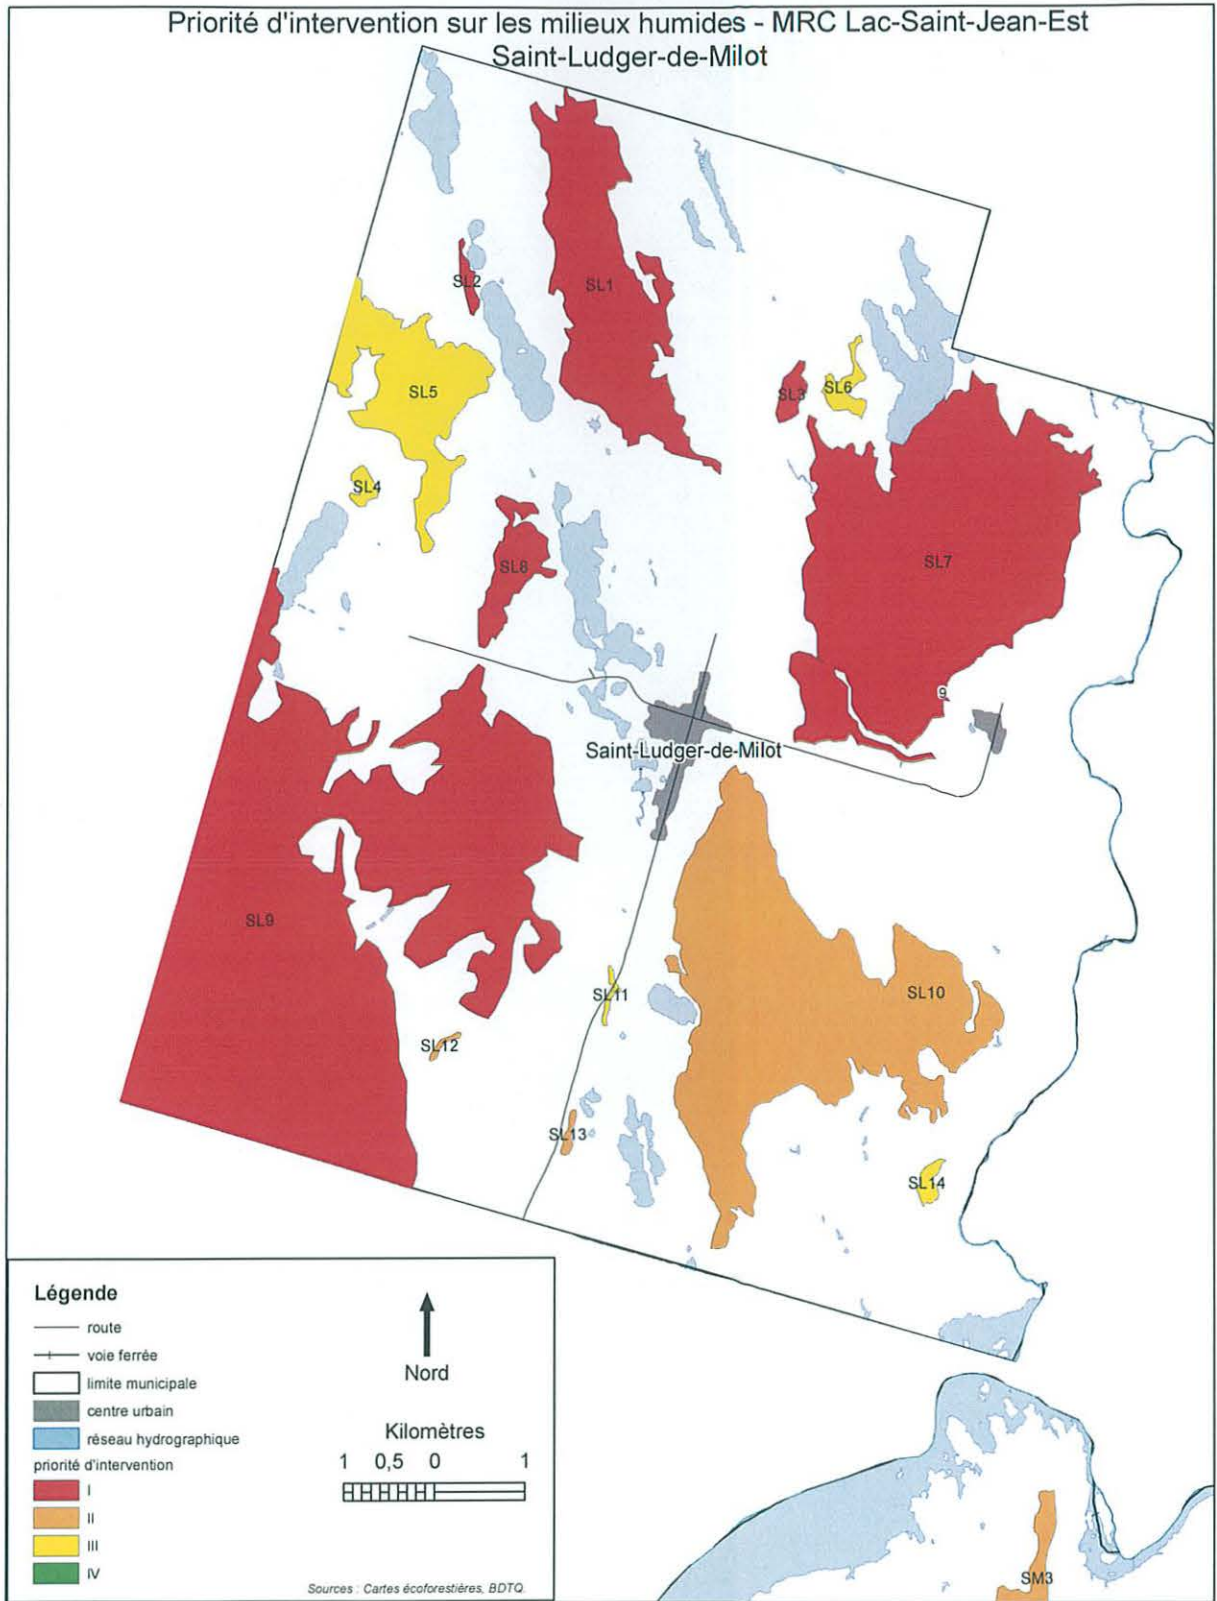 Priorité d'intervention sur les milieux humides - MRC Lac-Saint-Jean-Est
Saint-Ludger-de-Milot
SL2
SL1
SL5
SL3
SL6
SL4
SL8
SL7
9
Saint-Ludger-de-Milot
SL9
SL11
SL10
SL12
SL13
SL14
Légende
route
voie ferrée
limite municipale
centre urbain
réseau hydrographique
priorité d'intervention
I
II
III
IV
Nord
Kilomètres
1 0,5 0 1
Sources : Cartes écoforestières, BDTQ.
SM3